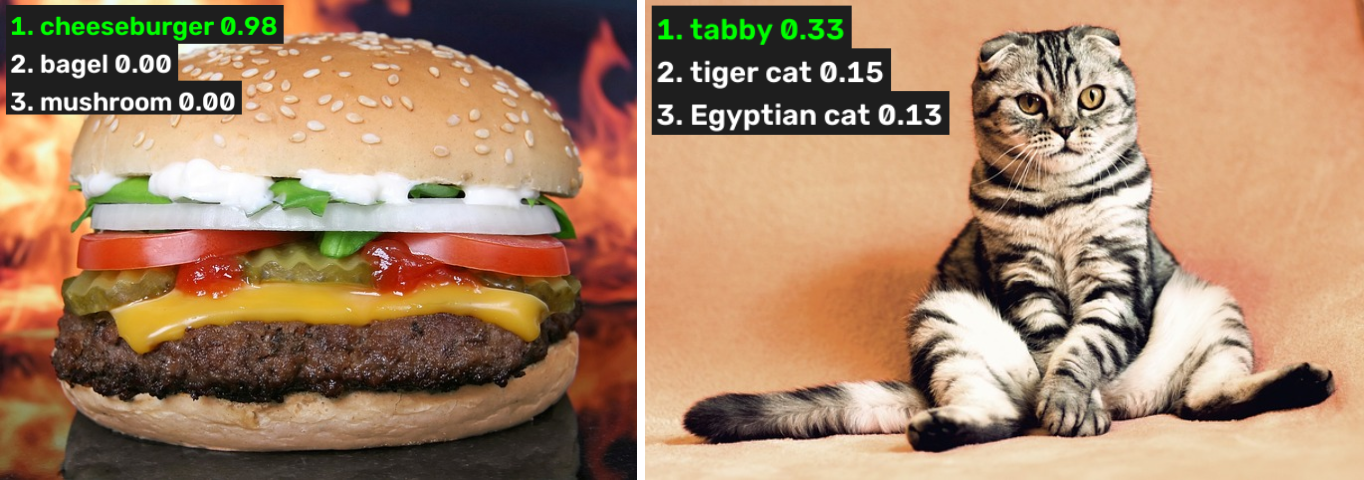 1. cheeseburger 0.98
2. bagel 0.00
3. mushroom 0.00
1. tabby 0.33
2. tiger cat 0.15
3. Egyptian cat 0.13